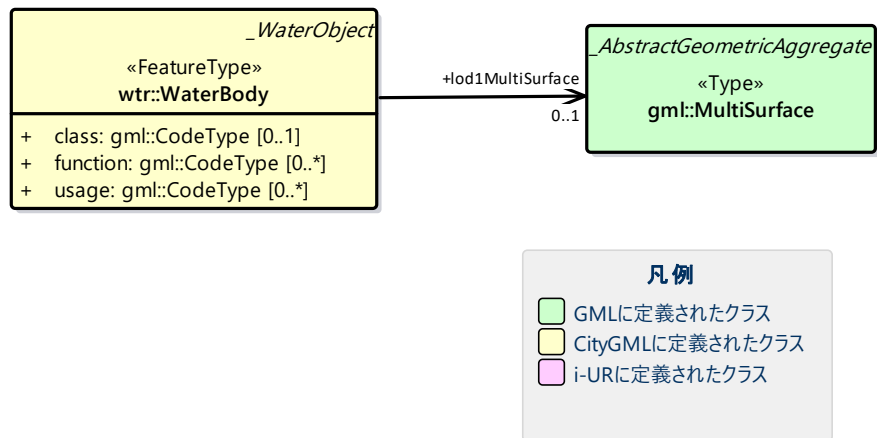 _WaterObject
«FeatureType»
wtr::WaterBody
+ class: gml::CodeType [0..1]
+ function: gml::CodeType [0..*]
+ usage: gml::CodeType [0..*]
+lod1MultiSurface
0..1
_AbstractGeometricAggregate
«Type»
gml::MultiSurface
凡例
GMLに定義されたクラス
CityGMLに定義されたクラス
i-URに定義されたクラス